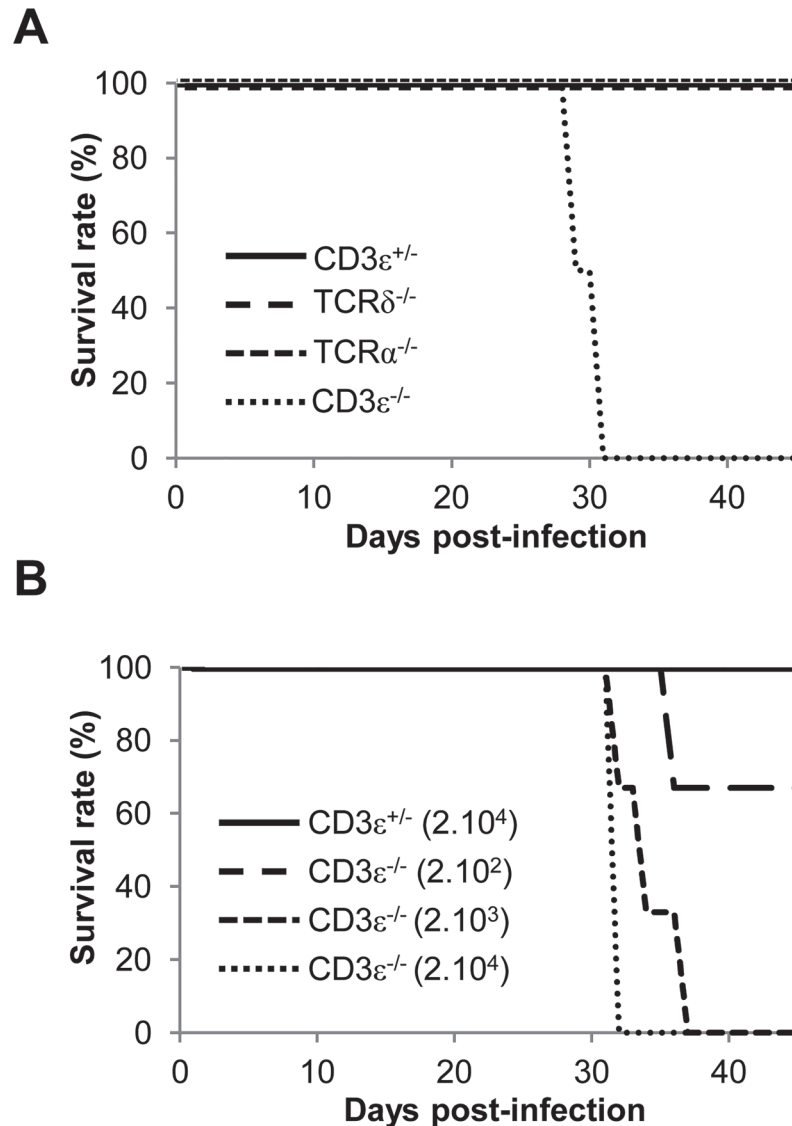 A
Survival rate (%)
100
80
60
40
20
0
CD3ε+/-
TCRδ-/-
TCRα-/-
CD3ε-/-
0 10 20 30 40
Days post-infection
B
Survival rate (%)
100
80
60
40
20
0
CD3ε+/- (2.10⁴)
CD3ε-/- (2.10²)
CD3ε-/- (2.10³)
CD3ε-/- (2.10⁴)
0 10 20 30 40
Days post-infection